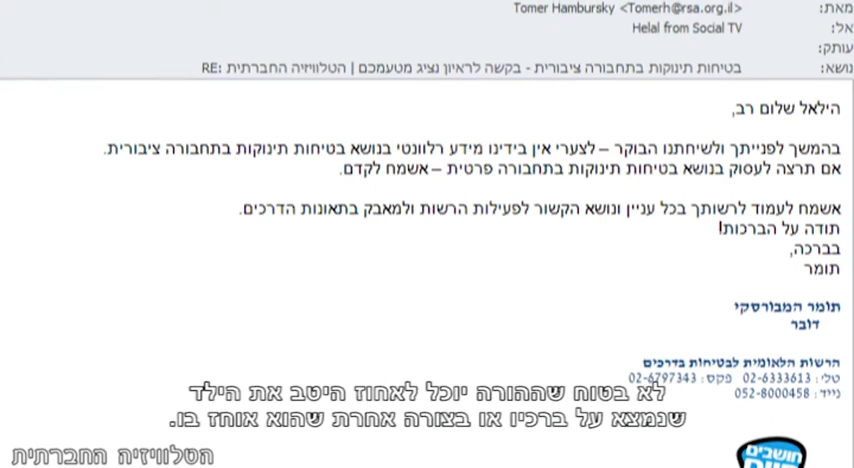 מאת: Tomer Hambursky <Tomerh@rsa.org.il>
אל: Helal from Social TV
עותק:
נושא: RE: בטיחות תינוקות בתחבורה ציבורית - בקשה לראיון נציג מטעמכם | הטלוויזיה החברתית
הילאל שלום רב,
בהמשך לפנייתך ולשיחתנו הבוקר – לצערי אין בידינו מידע רלוונטי בנושא בטיחות תינוקות בתחבורה ציבורית.
אם תרצה לעסוק בנושא בטיחות תינוקות בתחבורה פרטית – אשמח לקדם.
אשמח לעמוד לרשותך בכל עניין ונושא הקשור לפעילות הרשות ולמאבק בתאונות הדרכים.
תודה על הברכות!
בברכה,
תומר
תומר המבורסקי
דובר
הרשות הלאומית לבטיחות בדרכים
טלי: 02-6333613 פקס: 02-6797343
נייד: 052-8000458
לא בטוח שההורה יוכל לאחוז היטב את הילד
שנמצא על ברכיו או בצורה אחרת שהוא אוחז בו.
הטלוויזיה החברתית
חושבים